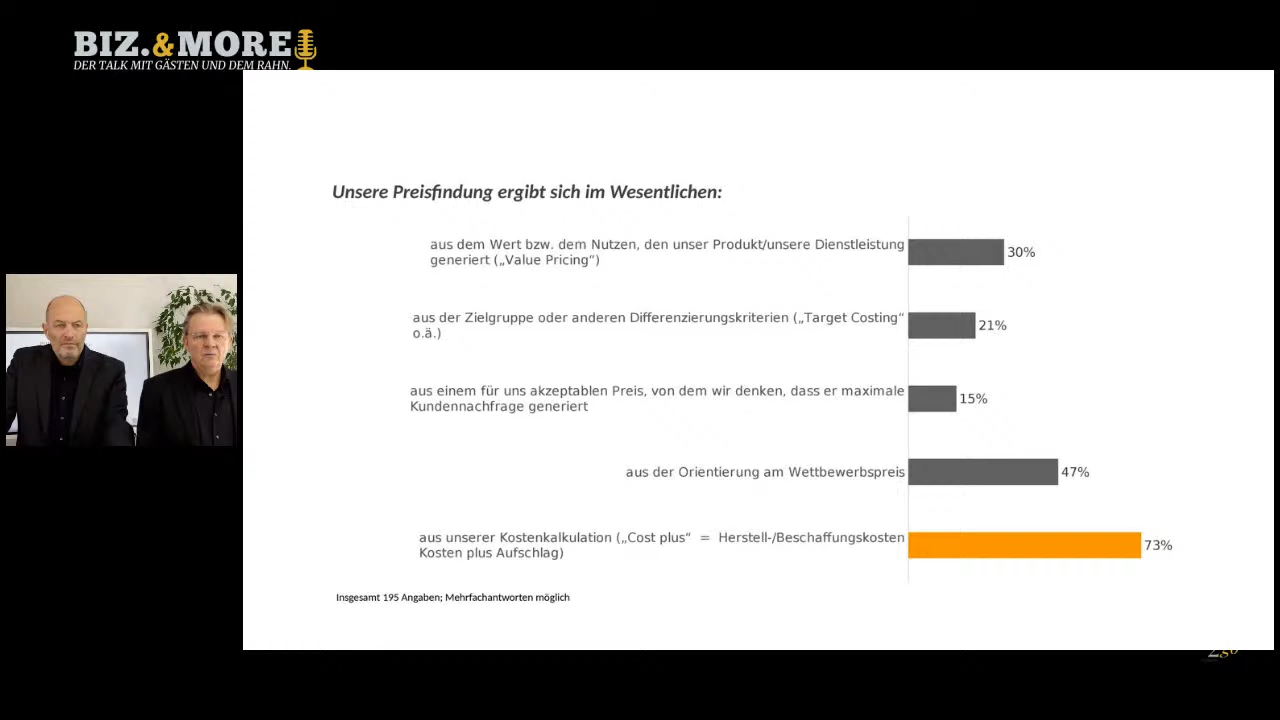 BIZ.&MORE
DER TALK MIT GÄSTEN UND DEM RAHN.
Unsere Preisfindung ergibt sich im Wesentlichen:
aus dem Wert bzw. dem Nutzen, den unser Produkt/unsere Dienstleistung
generiert („Value Pricing“)
30%
aus der Zielgruppe oder anderen Differenzierungskriterien („Target Costing“
o.ä.)
21%
aus einem für uns akzeptablen Preis, von dem wir denken, dass er maximale
Kundennachfrage generiert
15%
aus der Orientierung am Wettbewerbspreis
47%
aus unserer Kostenkalkulation („Cost plus“ = Herstell-/Beschaffungskosten
Kosten plus Aufschlag)
73%
Insgesamt 195 Angaben; Mehrfachantworten möglich